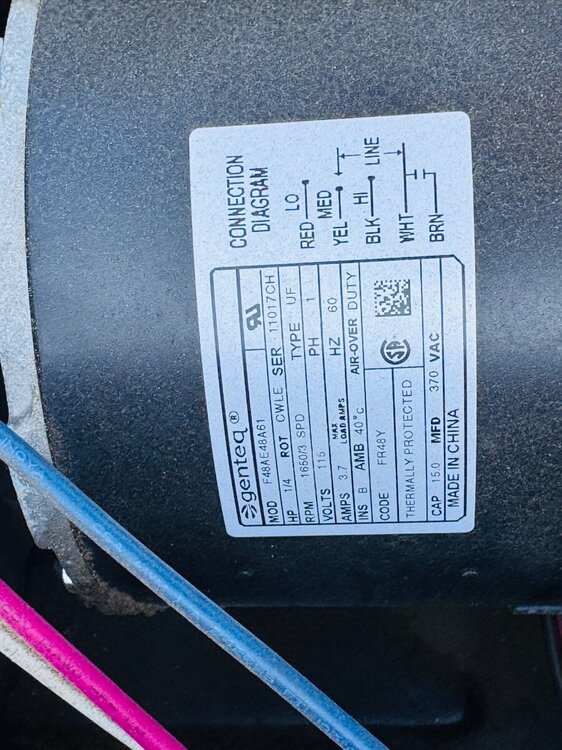 CONNECTION
DIAGRAM
LO
RED
MED
YEL
HI
BLK
LINE
WHT
BRN
genteq ®
MOD F48AE48A61
HP 1/4 ROT CWLE SER 11017CH
RPM 1650/3 SPD TYPE UF
VOLTS 115 PH 1
AMPS 3.7 MAX LOAD AMPS HZ 60
INS B AMB 40°C AIR-OVER DUTY
CODE FR48Y
THERMALLY PROTECTED
CAP 15.0 MFD 370 VAC
MADE IN CHINA